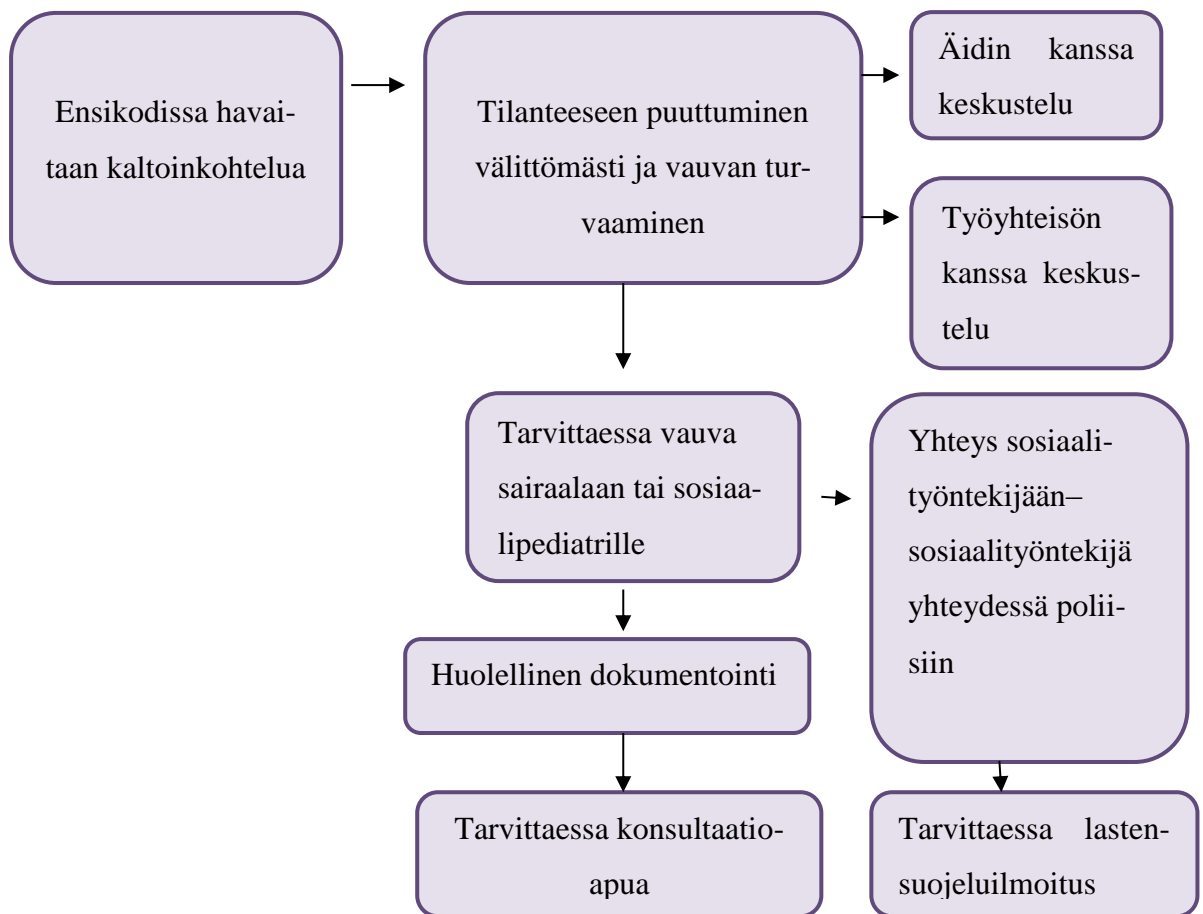 Ensikodissa havai-
taan kaltoinkohtelua
Tilanteeseen puuttuminen
välittömästi ja vauvan tur-
vaaminen
Äidin kanssa
keskustelu
Työyhteisön
kanssa keskus-
telu
Tarvittaessa vauva
sairaalaan tai sosiaa-
lipediatrille
Yhteys sosiaali-
työntekijään–
sosiaalityöntekijä
yhteydessä polii-
siin
Huolellinen dokumentointi
Tarvittaessa konsultaatio-
apua
Tarvittaessa lasten-
suojeluilmoitus